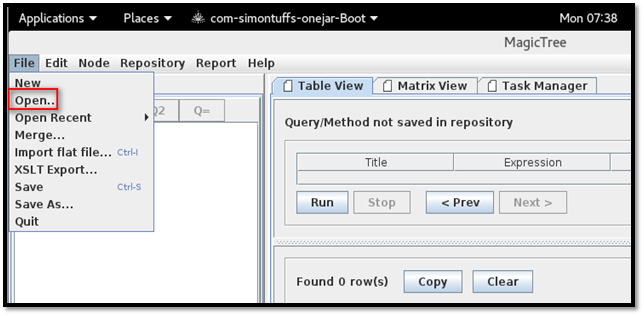 Applications ▾ Places ▾ com-simontuffs-onejar-Boot ▾ Mon 07:38
MagicTree
File Edit Node Repository Report Help
New
Open...
Open Recent
Merge...
Import flat file... Ctrl-I
XSLT Export...
Save Ctrl-S
Save As...
Quit
Q2 Q=
Table View Matrix View Task Manager
Query/Method not saved in repository
Title Expression
Run Stop < Prev Next >
Found 0 row(s) Copy Clear